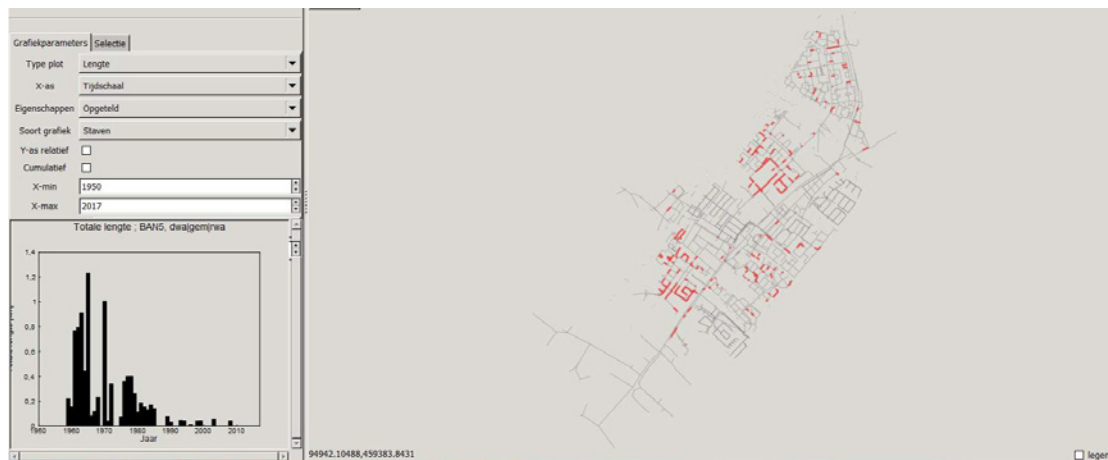 Grafiekparameters Selectie
Type plot Lengte
X-as Tijdschaal
Eigenschappen Opgeteld
Soort grafiek Staven
Y-as relatief
Cumulatief
X-min 1950
X-max 2017
Totale lengte ; BAN5, dwa|gem|rwa
1,4
1,2
1
0,8
0,6
0,4
0,2
0
1950 1960 1970 1980 1990 2000 2010
Jaar
94942.10488,459383.8431
legen